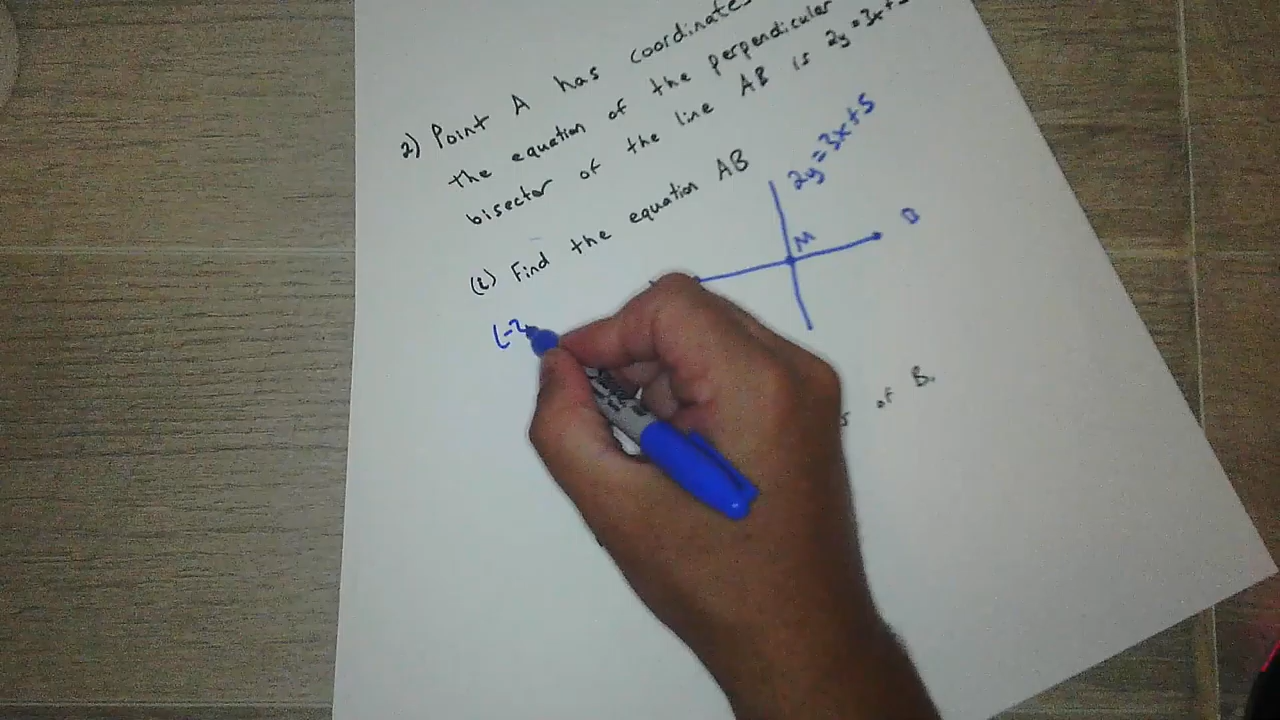 2) Point A has coordinates
the equation of the perpendicular
bisector of the line AB is 2y = 3x +
2y = 3x + 5
(i) Find the equation AB
M
B
(-2
of B.